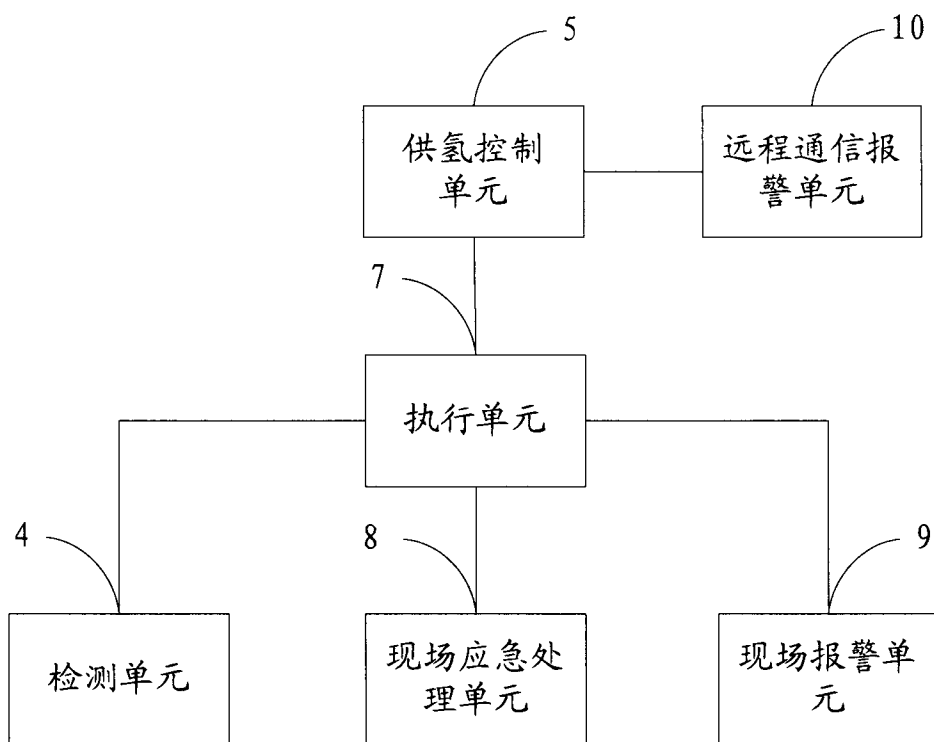 5
10
供氢控制
单元
远程通信报
警单元
7
执行单元
4
8
9
检测单元
现场应急处
理单元
现场报警单
元